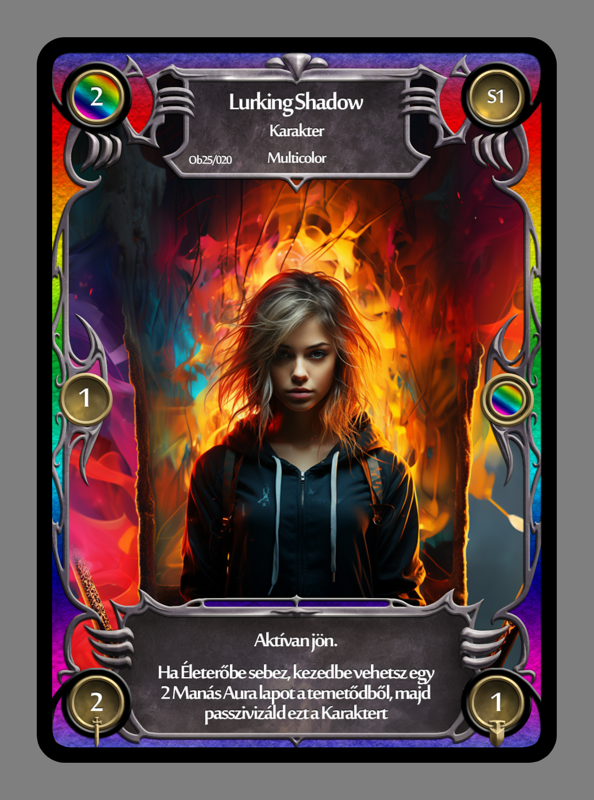 2
Lurking Shadow
S1
Karakter
Ob25/020
Multicolor
1
Aktívan jön.
Ha Életerőbe sebez, kezedbe vehetsz egy
2 Manás Aura lapot a temetődből, majd
passzivizáld ezt a Karaktert
2
1